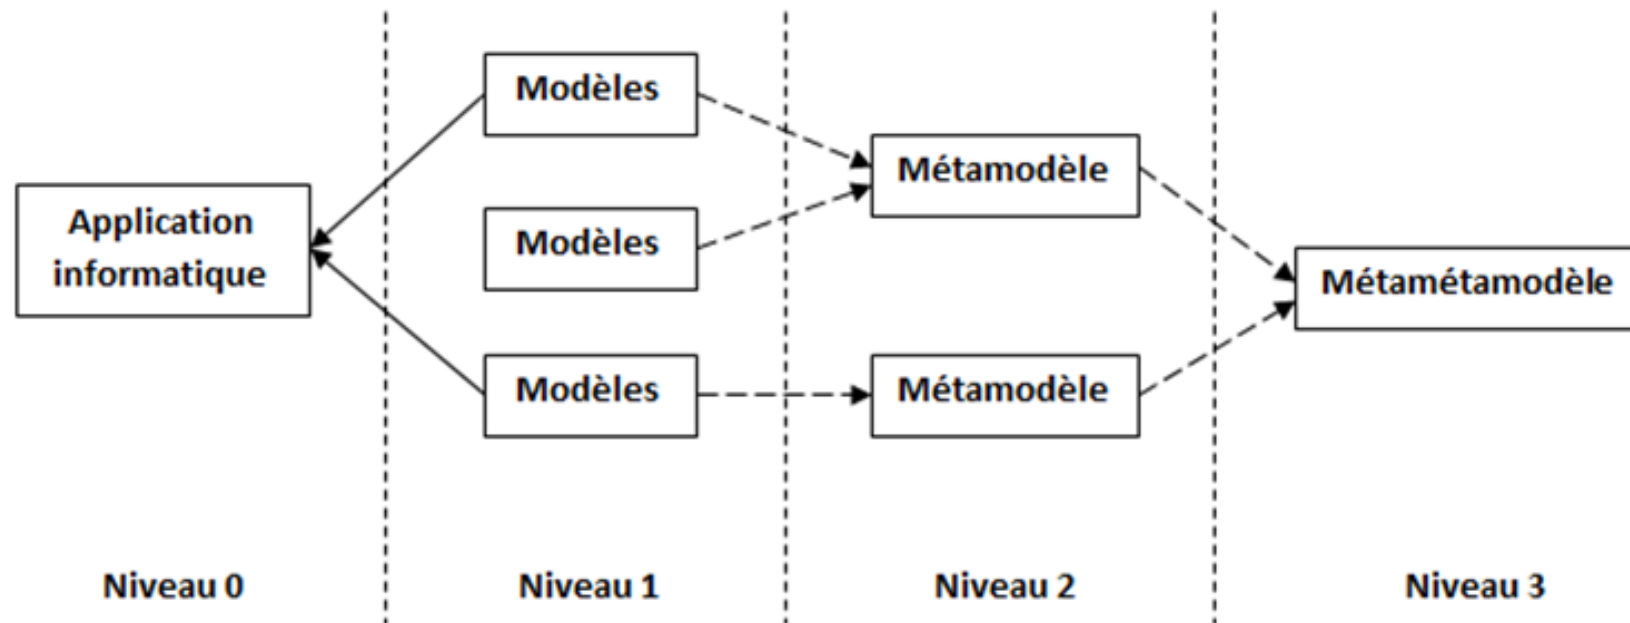 Modèles
Métamodèle
Application
informatique
Modèles
Métamétamodèle
Modèles
Métamodèle
Niveau 0
Niveau 1
Niveau 2
Niveau 3